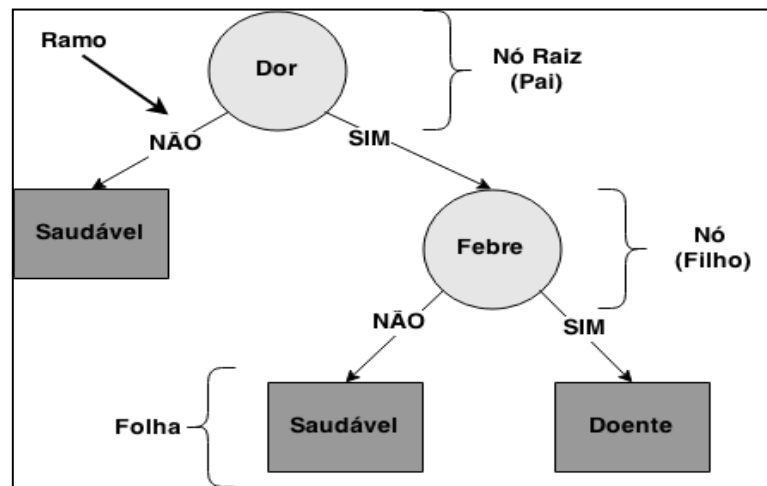 Ramo
Dor
Nó Raiz
(Pai)
NÃO
SIM
Saudável
Febre
Nó
(Filho)
NÃO
SIM
Folha
Saudável
Doente